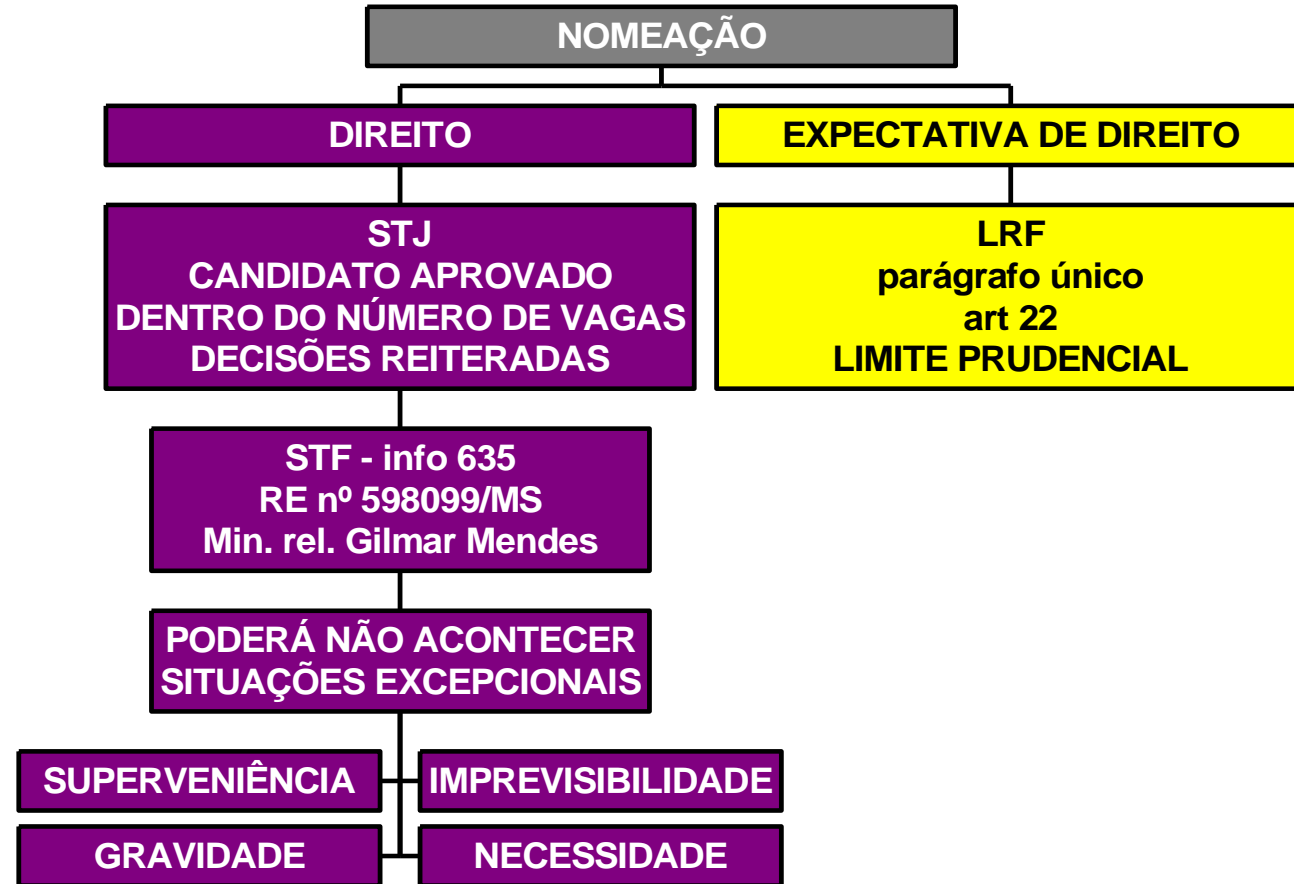 NOMEAÇÃO
DIREITO
EXPECTATIVA DE DIREITO
STJ
CANDIDATO APROVADO
DENTRO DO NÚMERO DE VAGAS
DECISÕES REITERADAS
LRF
parágrafo único
art 22
LIMITE PRUDENCIAL
STF - info 635
RE nº 598099/MS
Min. rel. Gilmar Mendes
PODERÁ NÃO ACONTECER
SITUAÇÕES EXCEPCIONAIS
SUPERVENIÊNCIA
IMPREVISIBILIDADE
GRAVIDADE
NECESSIDADE